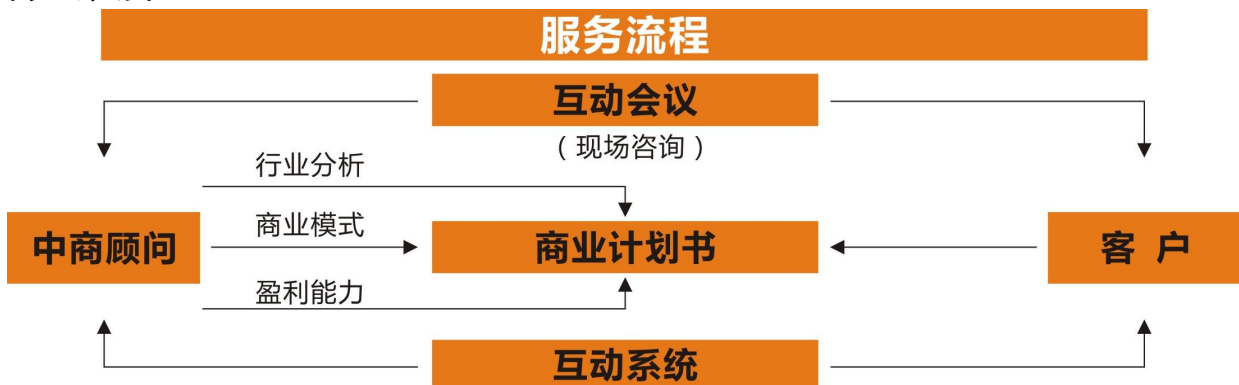 服务流程
互动会议
（现场咨询）
行业分析
商业模式
盈利能力
中商顾问
商业计划书
客 户
互动系统